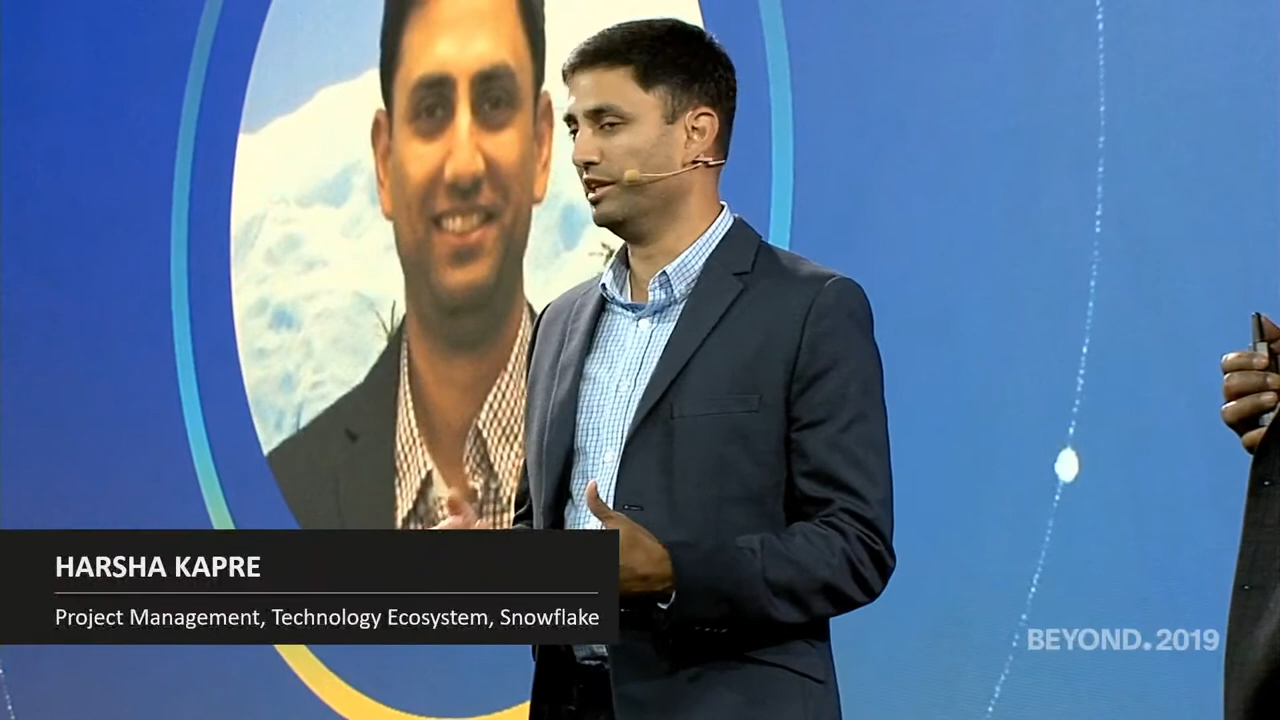 HARSHA KAPRE
Project Management, Technology Ecosystem, Snowflake
BEYOND.2019